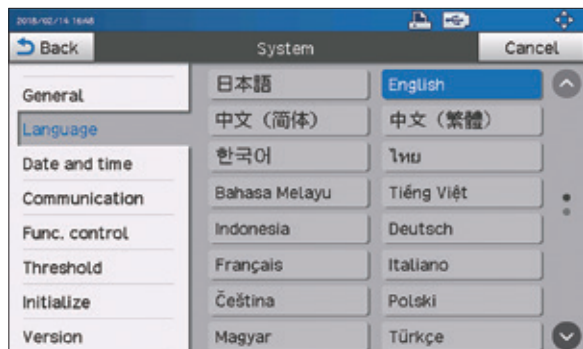 2018/02/14 16:48
Back
System
Cancel
General
Language
Date and time
Communication
Func. control
Threshold
Initialize
Version
日本語
English
中文（简体）
中文（繁體）
한국어
ไทย
Bahasa Melayu
Tiếng Việt
Indonesia
Deutsch
Français
Italiano
Čeština
Polski
Magyar
Türkçe